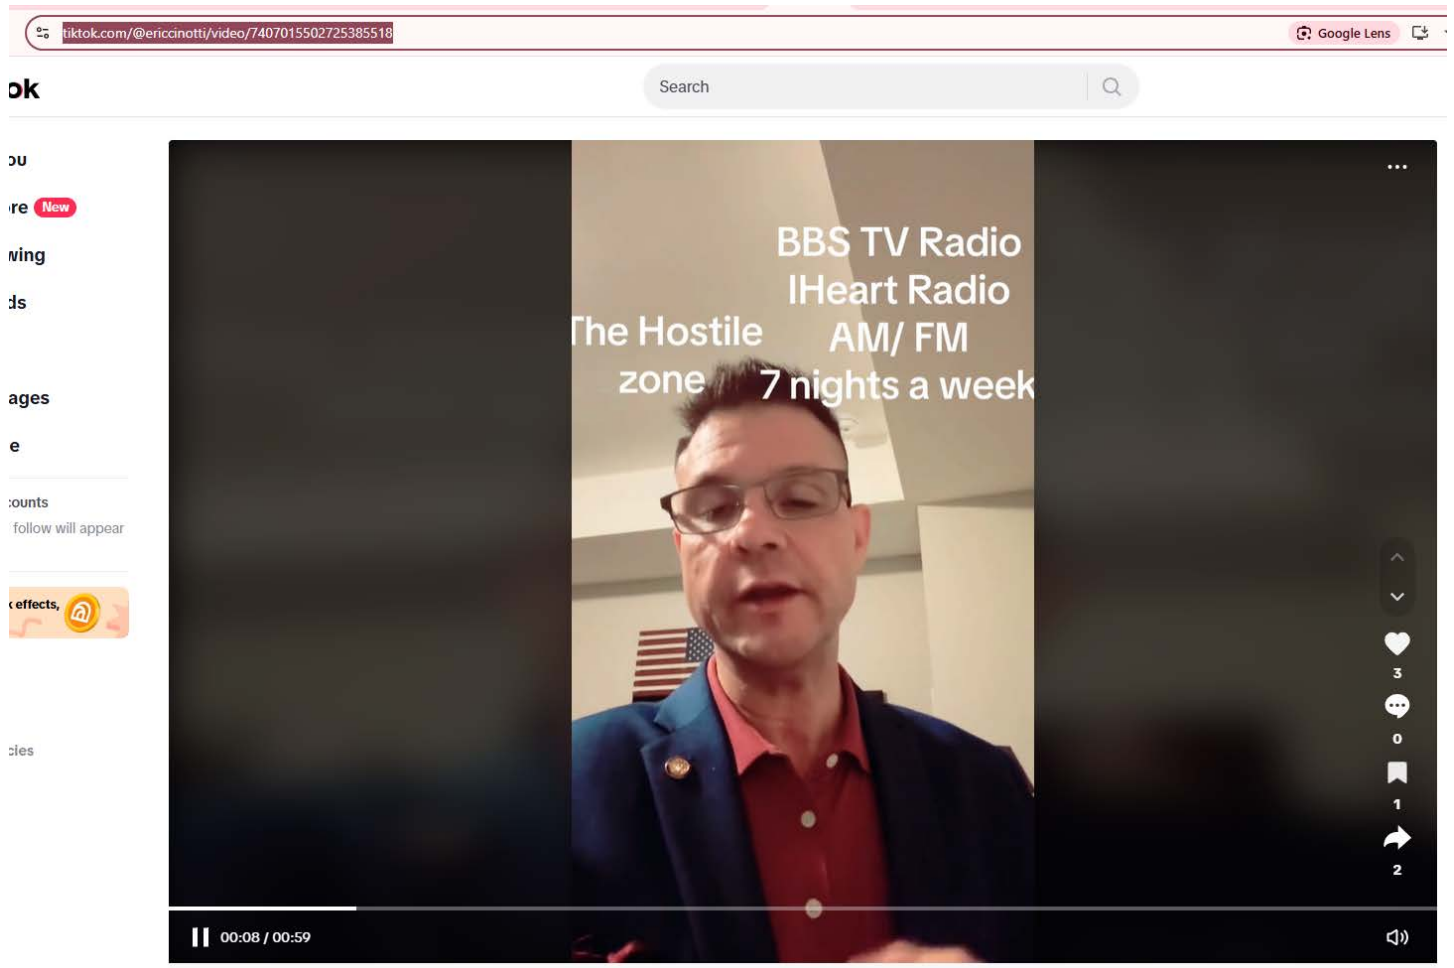 tiktok.com/@ericcinotti/video/7407015502725385518
Google Lens
ok
Search
ou
re New
wing
ds
ages
e
counts
follow will appear
effects,
cies
The Hostile
zone
BBS TV Radio
IHeart Radio
AM/ FM
7 nights a week
3
0
1
2
00:08 / 00:59